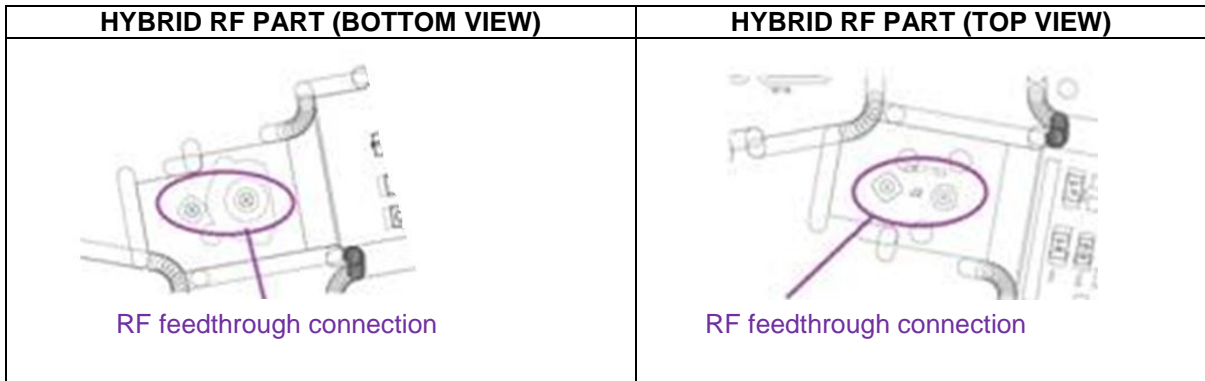 HYBRID RF PART (BOTTOM VIEW)
HYBRID RF PART (TOP VIEW)
RF feedthrough connection
RF feedthrough connection